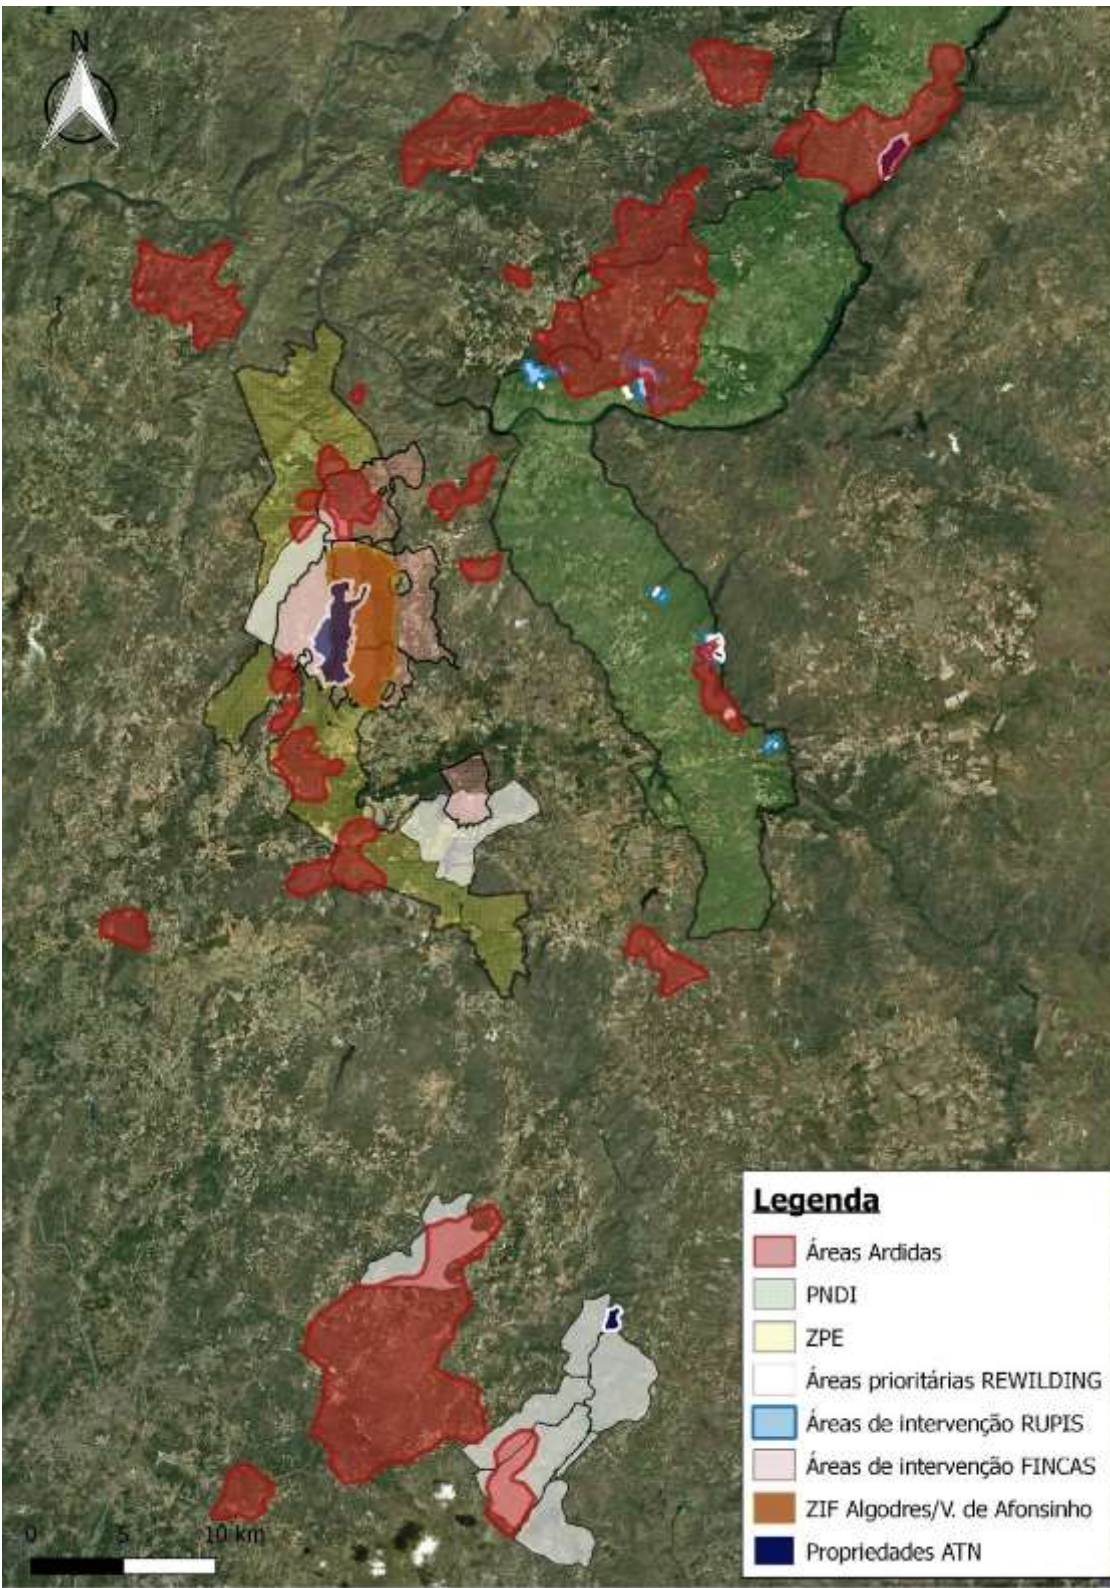 N
Legenda
Áreas Ardidas
PNDI
ZPE
Áreas prioritárias REWILDING
Áreas de intervenção RUPIS
Áreas de intervenção FINCAS
ZIF Algodres/V. de Afonsinho
Propriedades ATN
0 5 10 km